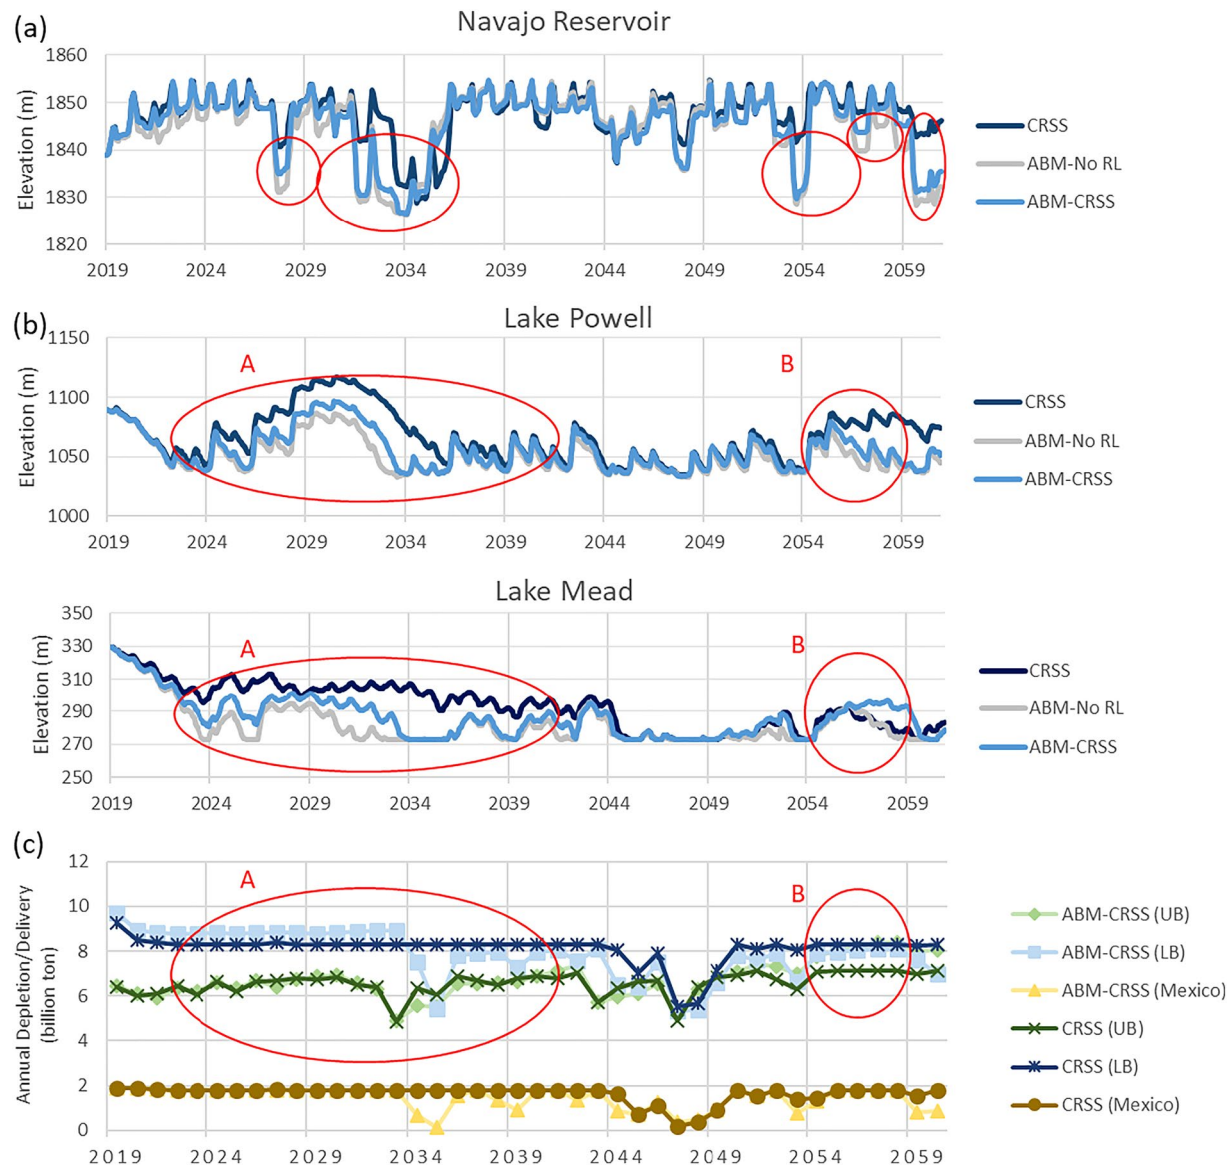 (a)
Navajo Reservoir
Elevation (m)
1860
1850
1840
1830
1820
2019 2024 2029 2034 2039 2044 2049 2054 2059
CRSS
ABM-No RL
ABM-CRSS
(b)
Lake Powell
Elevation (m)
1150
1100
1050
1000
A
B
2019 2024 2029 2034 2039 2044 2049 2054 2059
CRSS
ABM-No RL
ABM-CRSS
Lake Mead
Elevation (m)
350
330
310
290
270
250
A
B
2019 2024 2029 2034 2039 2044 2049 2054 2059
CRSS
ABM-No RL
ABM-CRSS
(c)
Annual Depletion/Delivery
(billion ton)
12
10
8
6
4
2
0
A
B
2019 2024 2029 2034 2039 2044 2049 2054 2059
ABM-CRSS (UB)
ABM-CRSS (LB)
ABM-CRSS (Mexico)
CRSS (UB)
CRSS (LB)
CRSS (Mexico)